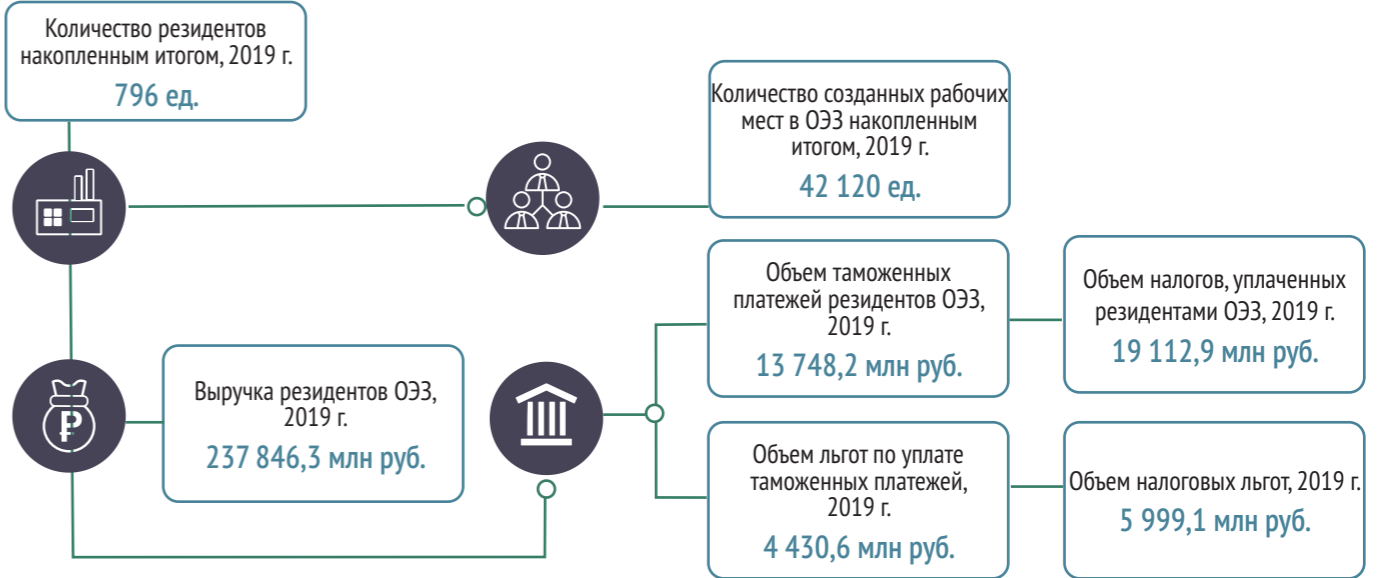 Количество резидентов
накопленным итогом, 2019 г.
796 ед.
Количество созданных рабочих
мест в ОЭЗ накопленным
итогом, 2019 г.
42 120 ед.
Объем таможенных
платежей резидентов ОЭЗ,
2019 г.
13 748,2 млн руб.
Объем налогов, уплаченных
резидентами ОЭЗ, 2019 г.
19 112,9 млн руб.
Выручка резидентов ОЭЗ,
2019 г.
237 846,3 млн руб.
Объем льгот по уплате
таможенных платежей,
2019 г.
4 430,6 млн руб.
Объем налоговых льгот, 2019 г.
5 999,1 млн руб.